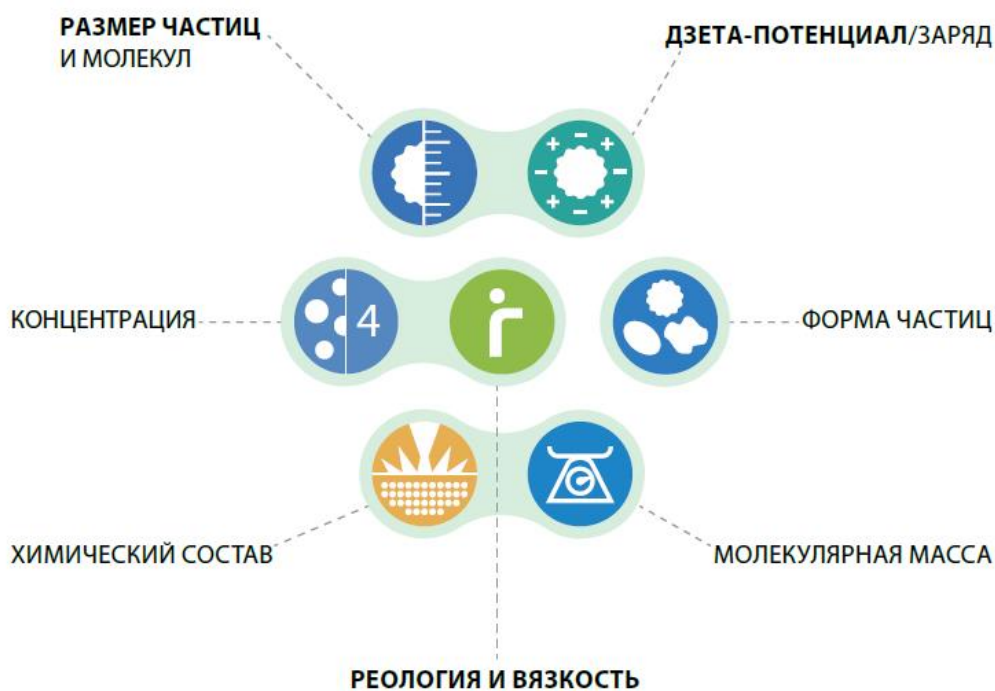 РАЗМЕР ЧАСТИЦ
И МОЛЕКУЛ
ДЗЕТА-ПОТЕНЦИАЛ/ЗАРЯД
КОНЦЕНТРАЦИЯ
4
ФОРМА ЧАСТИЦ
ХИМИЧЕСКИЙ СОСТАВ
МОЛЕКУЛЯРНАЯ МАССА
РЕОЛОГИЯ И ВЯЗКОСТЬ